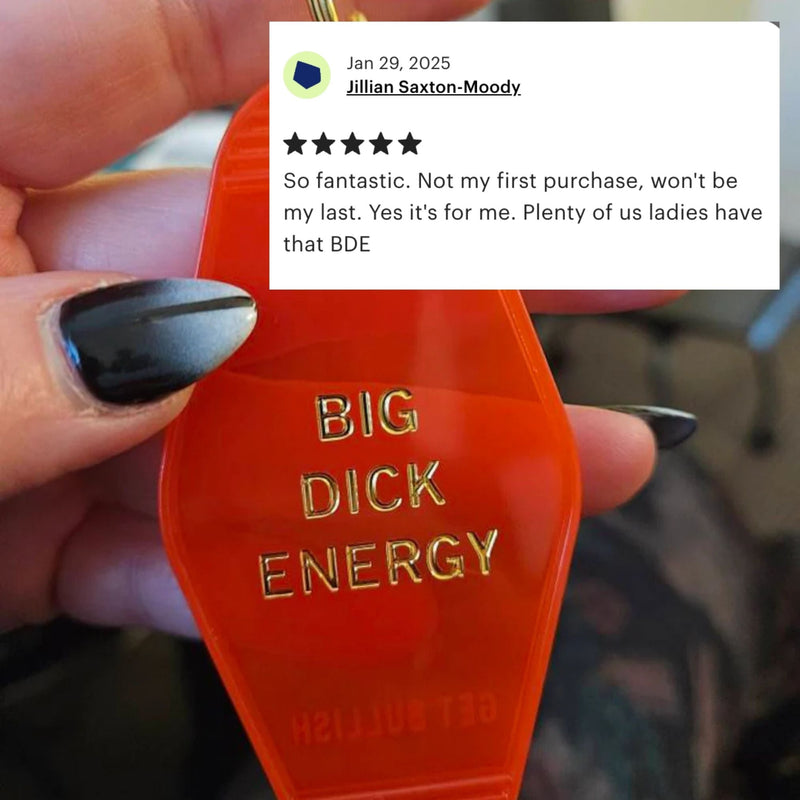 Jan 29, 2025
Jillian Saxton-Moody
So fantastic. Not my first purchase, won't be
my last. Yes it's for me. Plenty of us ladies have
that BDE
BIG
DICK
ENERGY
GET BULLISH